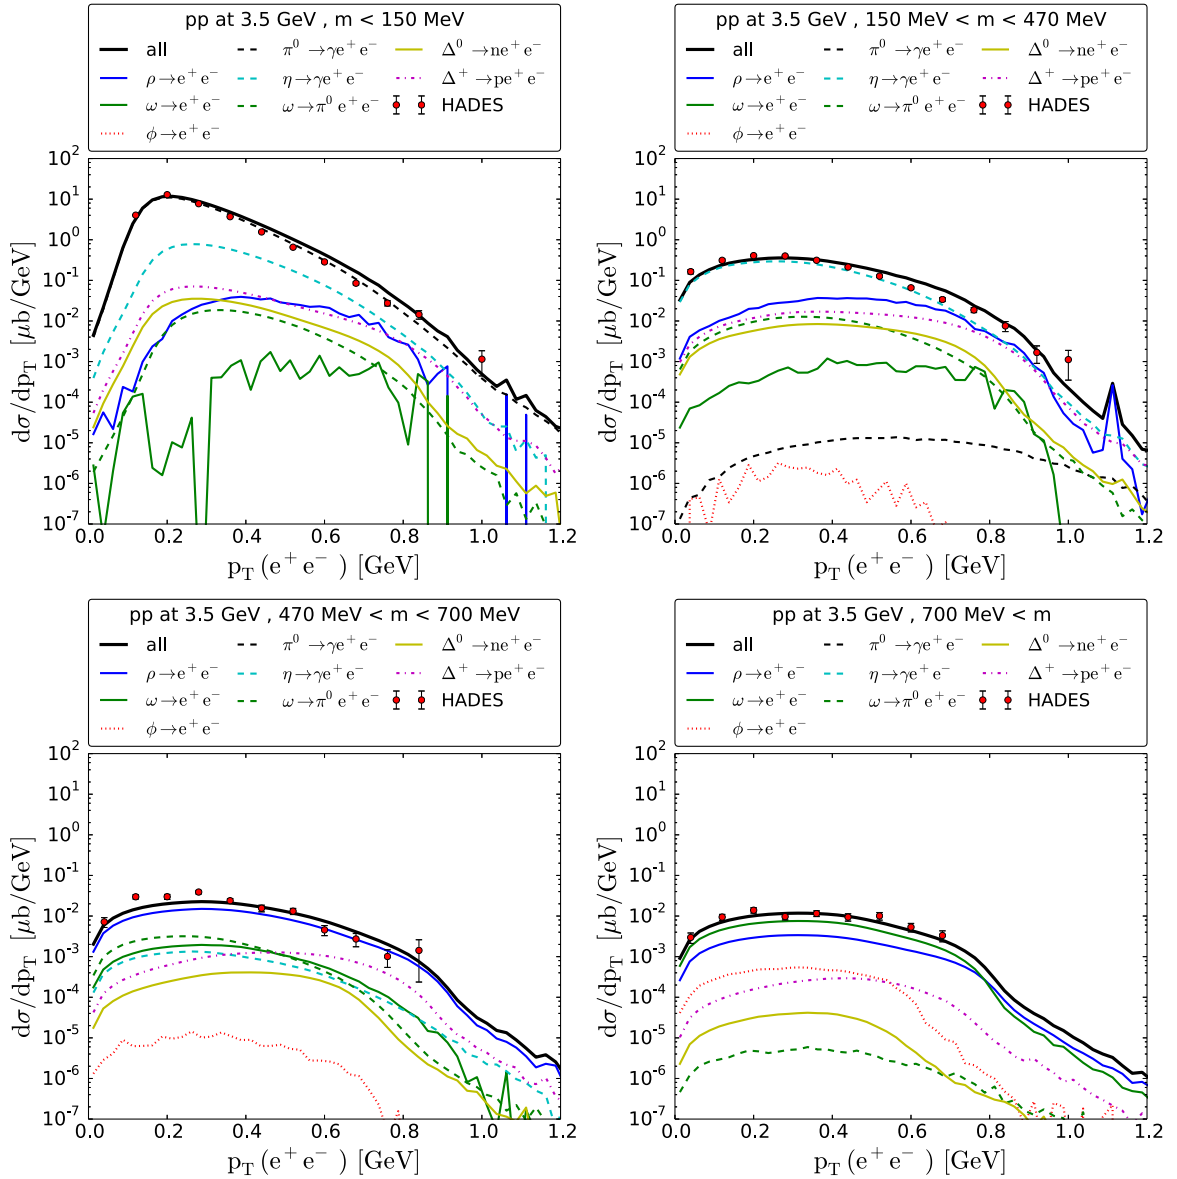 pp at 3.5 GeV , m < 150 MeV
all
ρ→e⁺e⁻
ω→e⁺e⁻
ϕ→e⁺e⁻
π⁰ →γe⁺e⁻
η→γe⁺e⁻
ω→π⁰ e⁺e⁻
Δ⁰ →ne⁺e⁻
Δ⁺ →pe⁺e⁻
HADES
dσ/dp_T [μb/GeV]
10²
10¹
10⁰
10⁻¹
10⁻²
10⁻³
10⁻⁴
10⁻⁵
10⁻⁶
10⁻⁷
0.0 0.2 0.4 0.6 0.8 1.0 1.2
p_T (e⁺e⁻ ) [GeV]
pp at 3.5 GeV , 150 MeV < m < 470 MeV
all
ρ→e⁺e⁻
ω→e⁺e⁻
ϕ→e⁺e⁻
π⁰ →γe⁺e⁻
η→γe⁺e⁻
ω→π⁰ e⁺e⁻
Δ⁰ →ne⁺e⁻
Δ⁺ →pe⁺e⁻
HADES
dσ/dp_T [μb/GeV]
10²
10¹
10⁰
10⁻¹
10⁻²
10⁻³
10⁻⁴
10⁻⁵
10⁻⁶
10⁻⁷
0.0 0.2 0.4 0.6 0.8 1.0 1.2
p_T (e⁺e⁻ ) [GeV]
pp at 3.5 GeV , 470 MeV < m < 700 MeV
all
ρ→e⁺e⁻
ω→e⁺e⁻
ϕ→e⁺e⁻
π⁰ →γe⁺e⁻
η→γe⁺e⁻
ω→π⁰ e⁺e⁻
Δ⁰ →ne⁺e⁻
Δ⁺ →pe⁺e⁻
HADES
dσ/dp_T [μb/GeV]
10²
10¹
10⁰
10⁻¹
10⁻²
10⁻³
10⁻⁴
10⁻⁵
10⁻⁶
10⁻⁷
0.0 0.2 0.4 0.6 0.8 1.0 1.2
p_T (e⁺e⁻ ) [GeV]
pp at 3.5 GeV , 700 MeV < m
all
ρ→e⁺e⁻
ω→e⁺e⁻
ϕ→e⁺e⁻
π⁰ →γe⁺e⁻
η→γe⁺e⁻
ω→π⁰ e⁺e⁻
Δ⁰ →ne⁺e⁻
Δ⁺ →pe⁺e⁻
HADES
dσ/dp_T [μb/GeV]
10²
10¹
10⁰
10⁻¹
10⁻²
10⁻³
10⁻⁴
10⁻⁵
10⁻⁶
10⁻⁷
0.0 0.2 0.4 0.6 0.8 1.0 1.2
p_T (e⁺e⁻ ) [GeV]